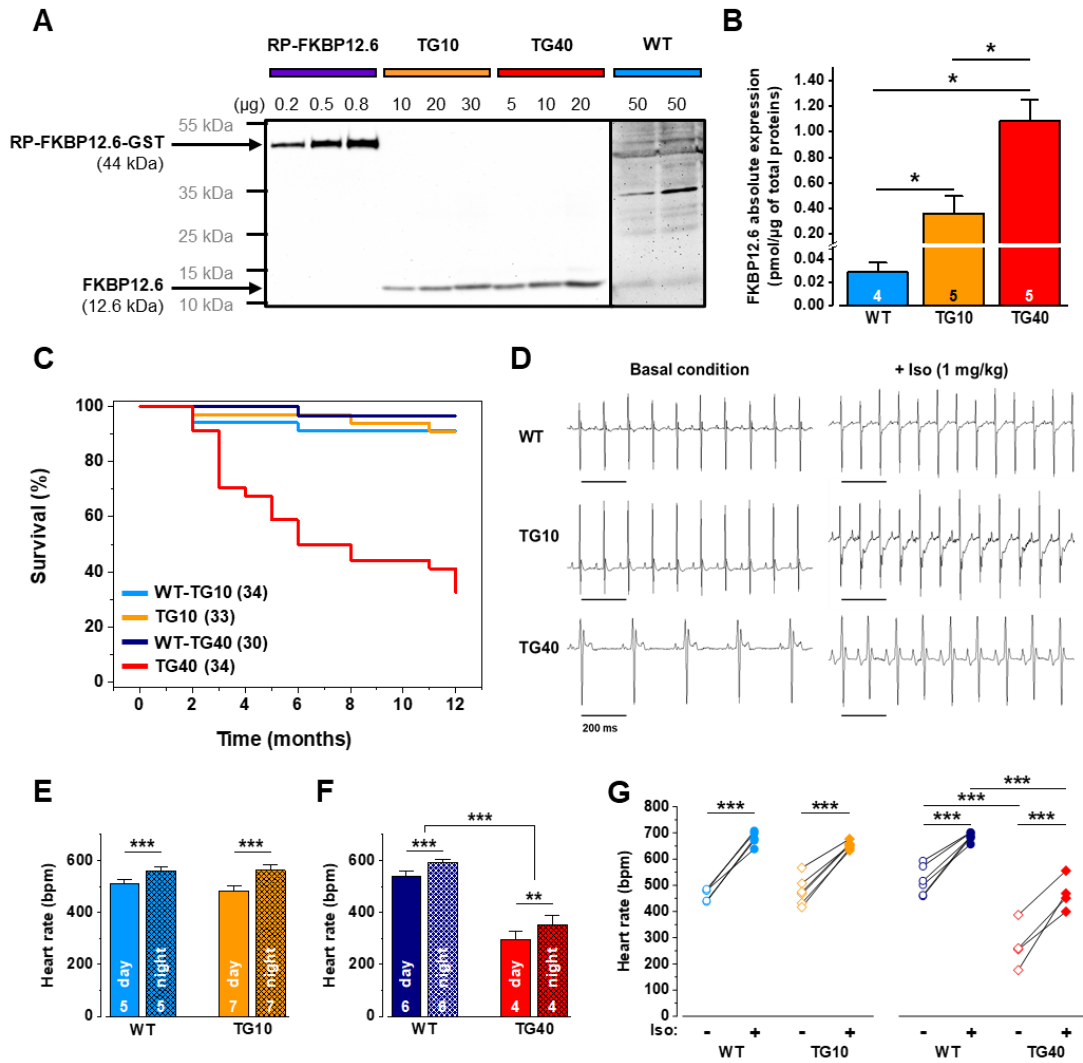 A
RP-FKBP12.6 TG10 TG40 WT
(µg) 0.2 0.5 0.8 10 20 30 5 10 20 50 50
55 kDa
RP-FKBP12.6-GST
(44 kDa)
35 kDa
25 kDa
15 kDa
FKBP12.6
(12.6 kDa)
10 kDa
B
FKBP12.6 absolute expression
(pmol/µg of total proteins)
* * *
1.40
1.20
1.00
0.80
0.60
0.40
0.20
0.04
0.02
0.00
4 5 5
WT TG10 TG40
C
Survival (%)
100
80
60
40
20
0
WT-TG10 (34)
TG10 (33)
WT-TG40 (30)
TG40 (34)
0 2 4 6 8 10 12
Time (months)
D
Basal condition + Iso (1 mg/kg)
WT
TG10
TG40
200 ms
E
Heart rate (bpm)
600
400
200
0
*** ***
day night day night
5 5 7 7
WT TG10
F
Heart rate (bpm)
600
400
200
0
***
*** **
day night day night
6 6 4 4
WT TG40
G
Heart rate (bpm)
800
700
600
500
400
300
200
100
0
*** *** *** *** *** ***
Iso: - + - + - + - +
WT TG10 WT TG40